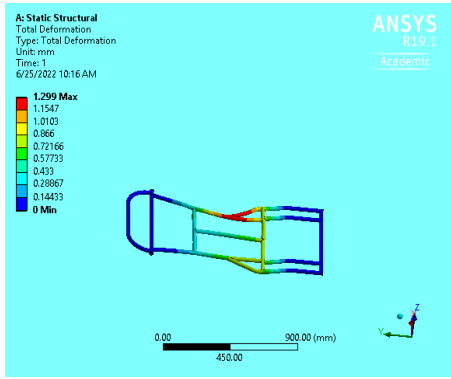 A: Static Structural
Total Deformation
Type: Total Deformation
Unit: mm
Time: 1
6/25/2022 10:16 AM
1.299 Max
1.1547
1.0103
0.866
0.72166
0.57733
0.433
0.28867
0.14433
0 Min
ANSYS
R19.1
Academic
0.00
900.00 (mm)
450.00
Z
Y